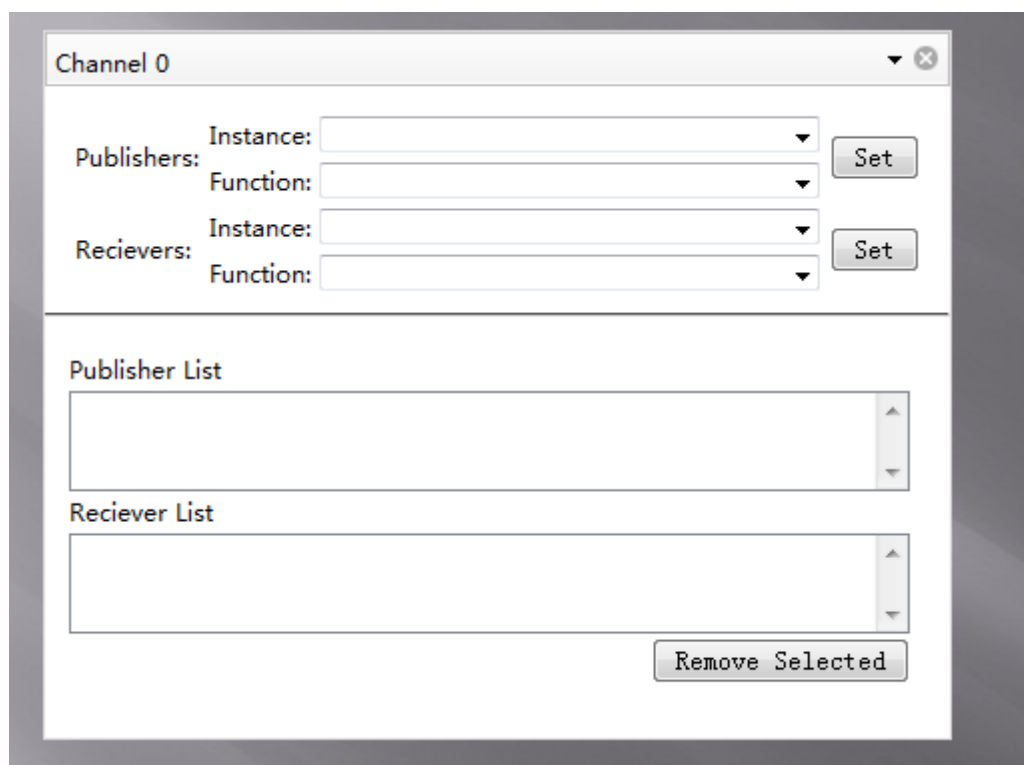 Channel 0
Publishers:
Instance:
Function:
Set
Recievers:
Instance:
Function:
Set
Publisher List
Reciever List
Remove Selected